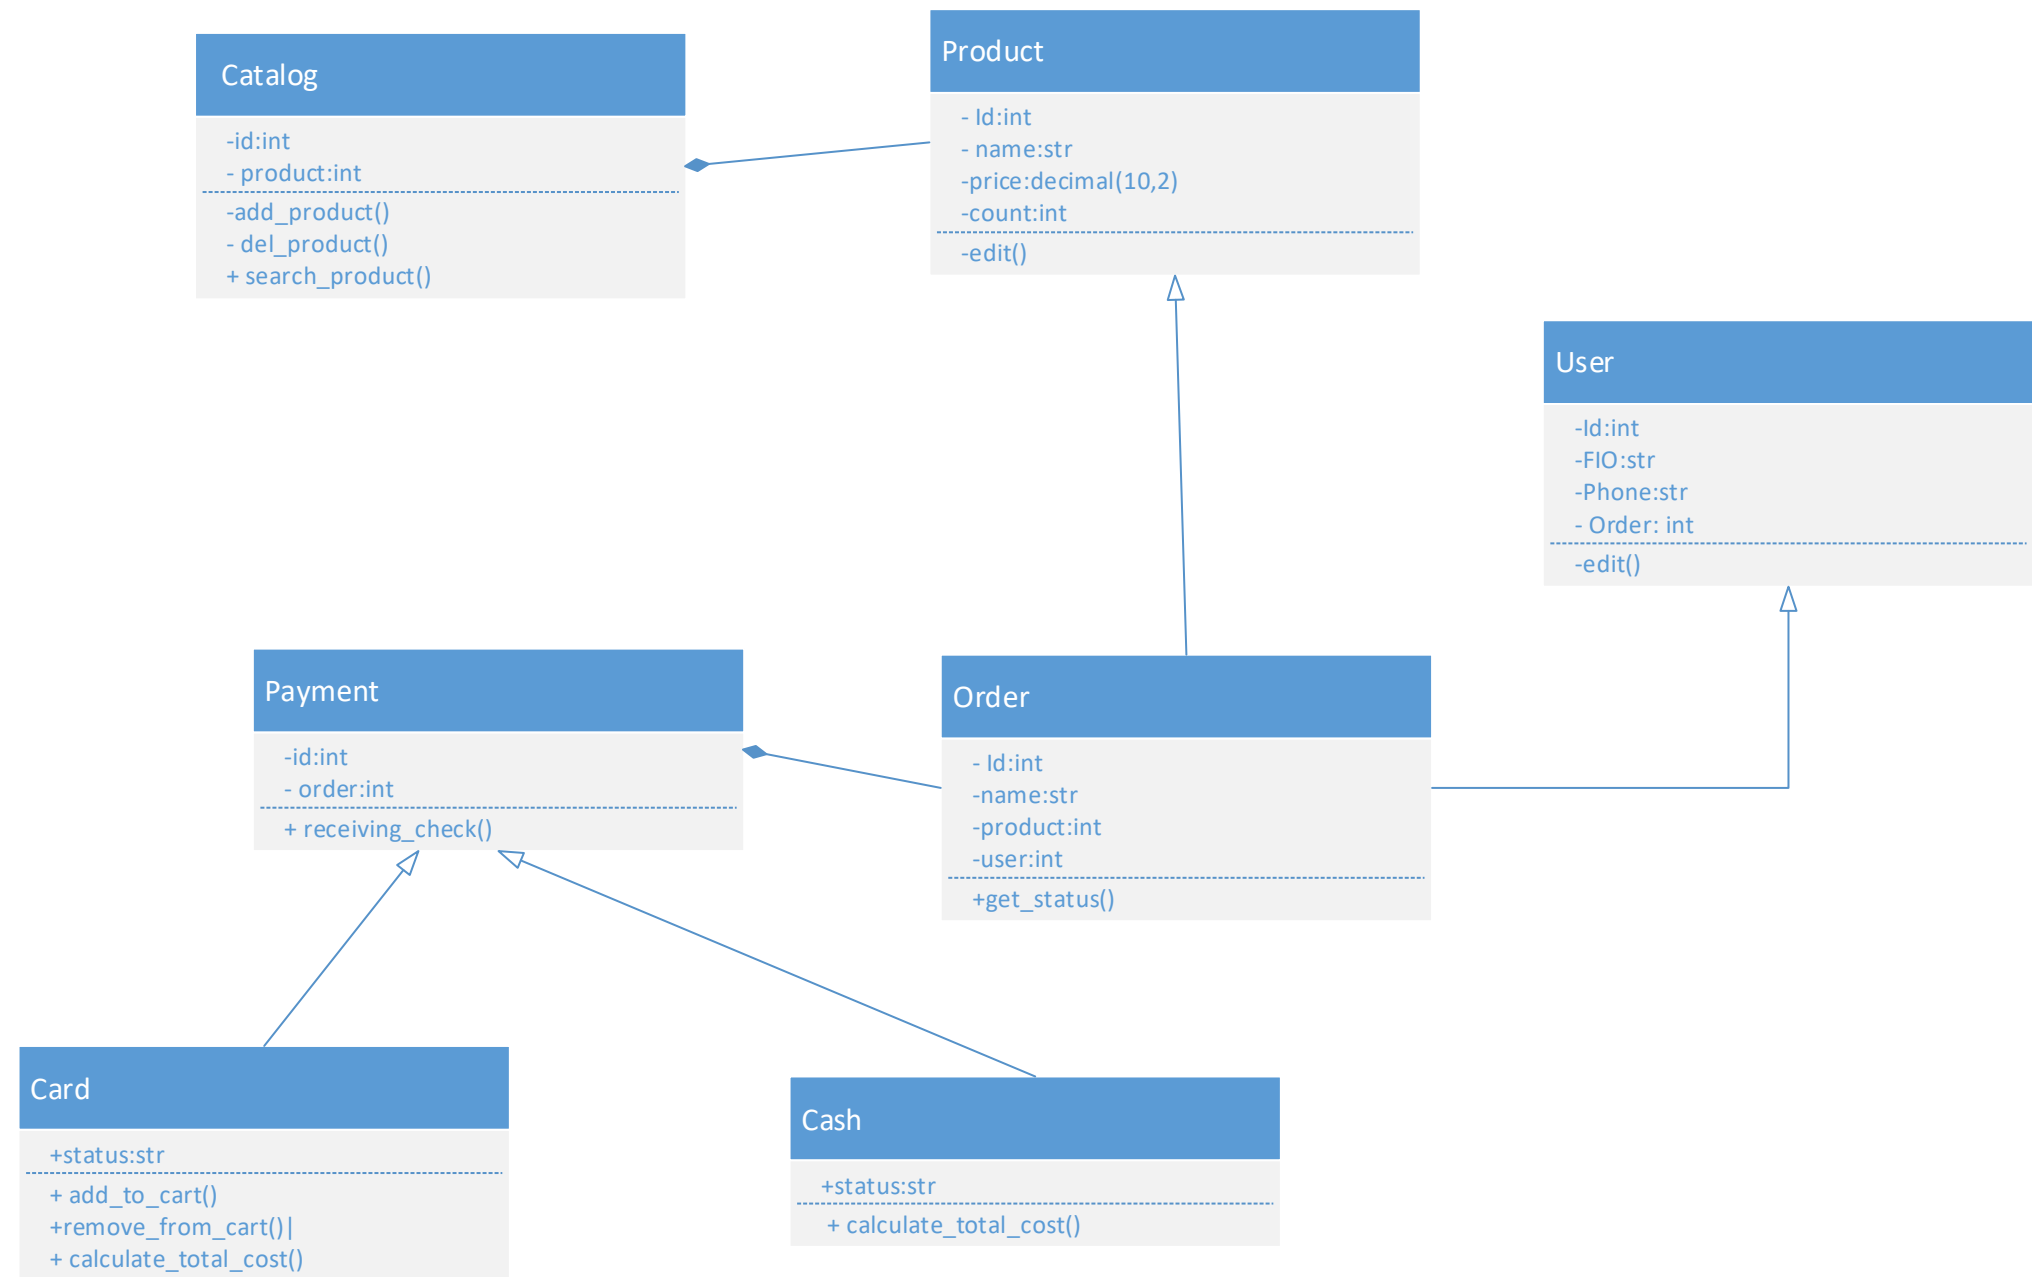 Catalog
-id:int
- product:int
-add_product()
- del_product()
+ search_product()
Product
- Id:int
- name:str
-price:decimal(10,2)
-count:int
-edit()
User
-Id:int
-FIO:str
-Phone:str
- Order: int
-edit()
Payment
-id:int
- order:int
+ receiving_check()
Order
- Id:int
-name:str
-product:int
-user:int
+get_status()
Card
+status:str
+ add_to_cart()
+remove_from_cart()|
+ calculate_total_cost()
Cash
+status:str
+ calculate_total_cost()